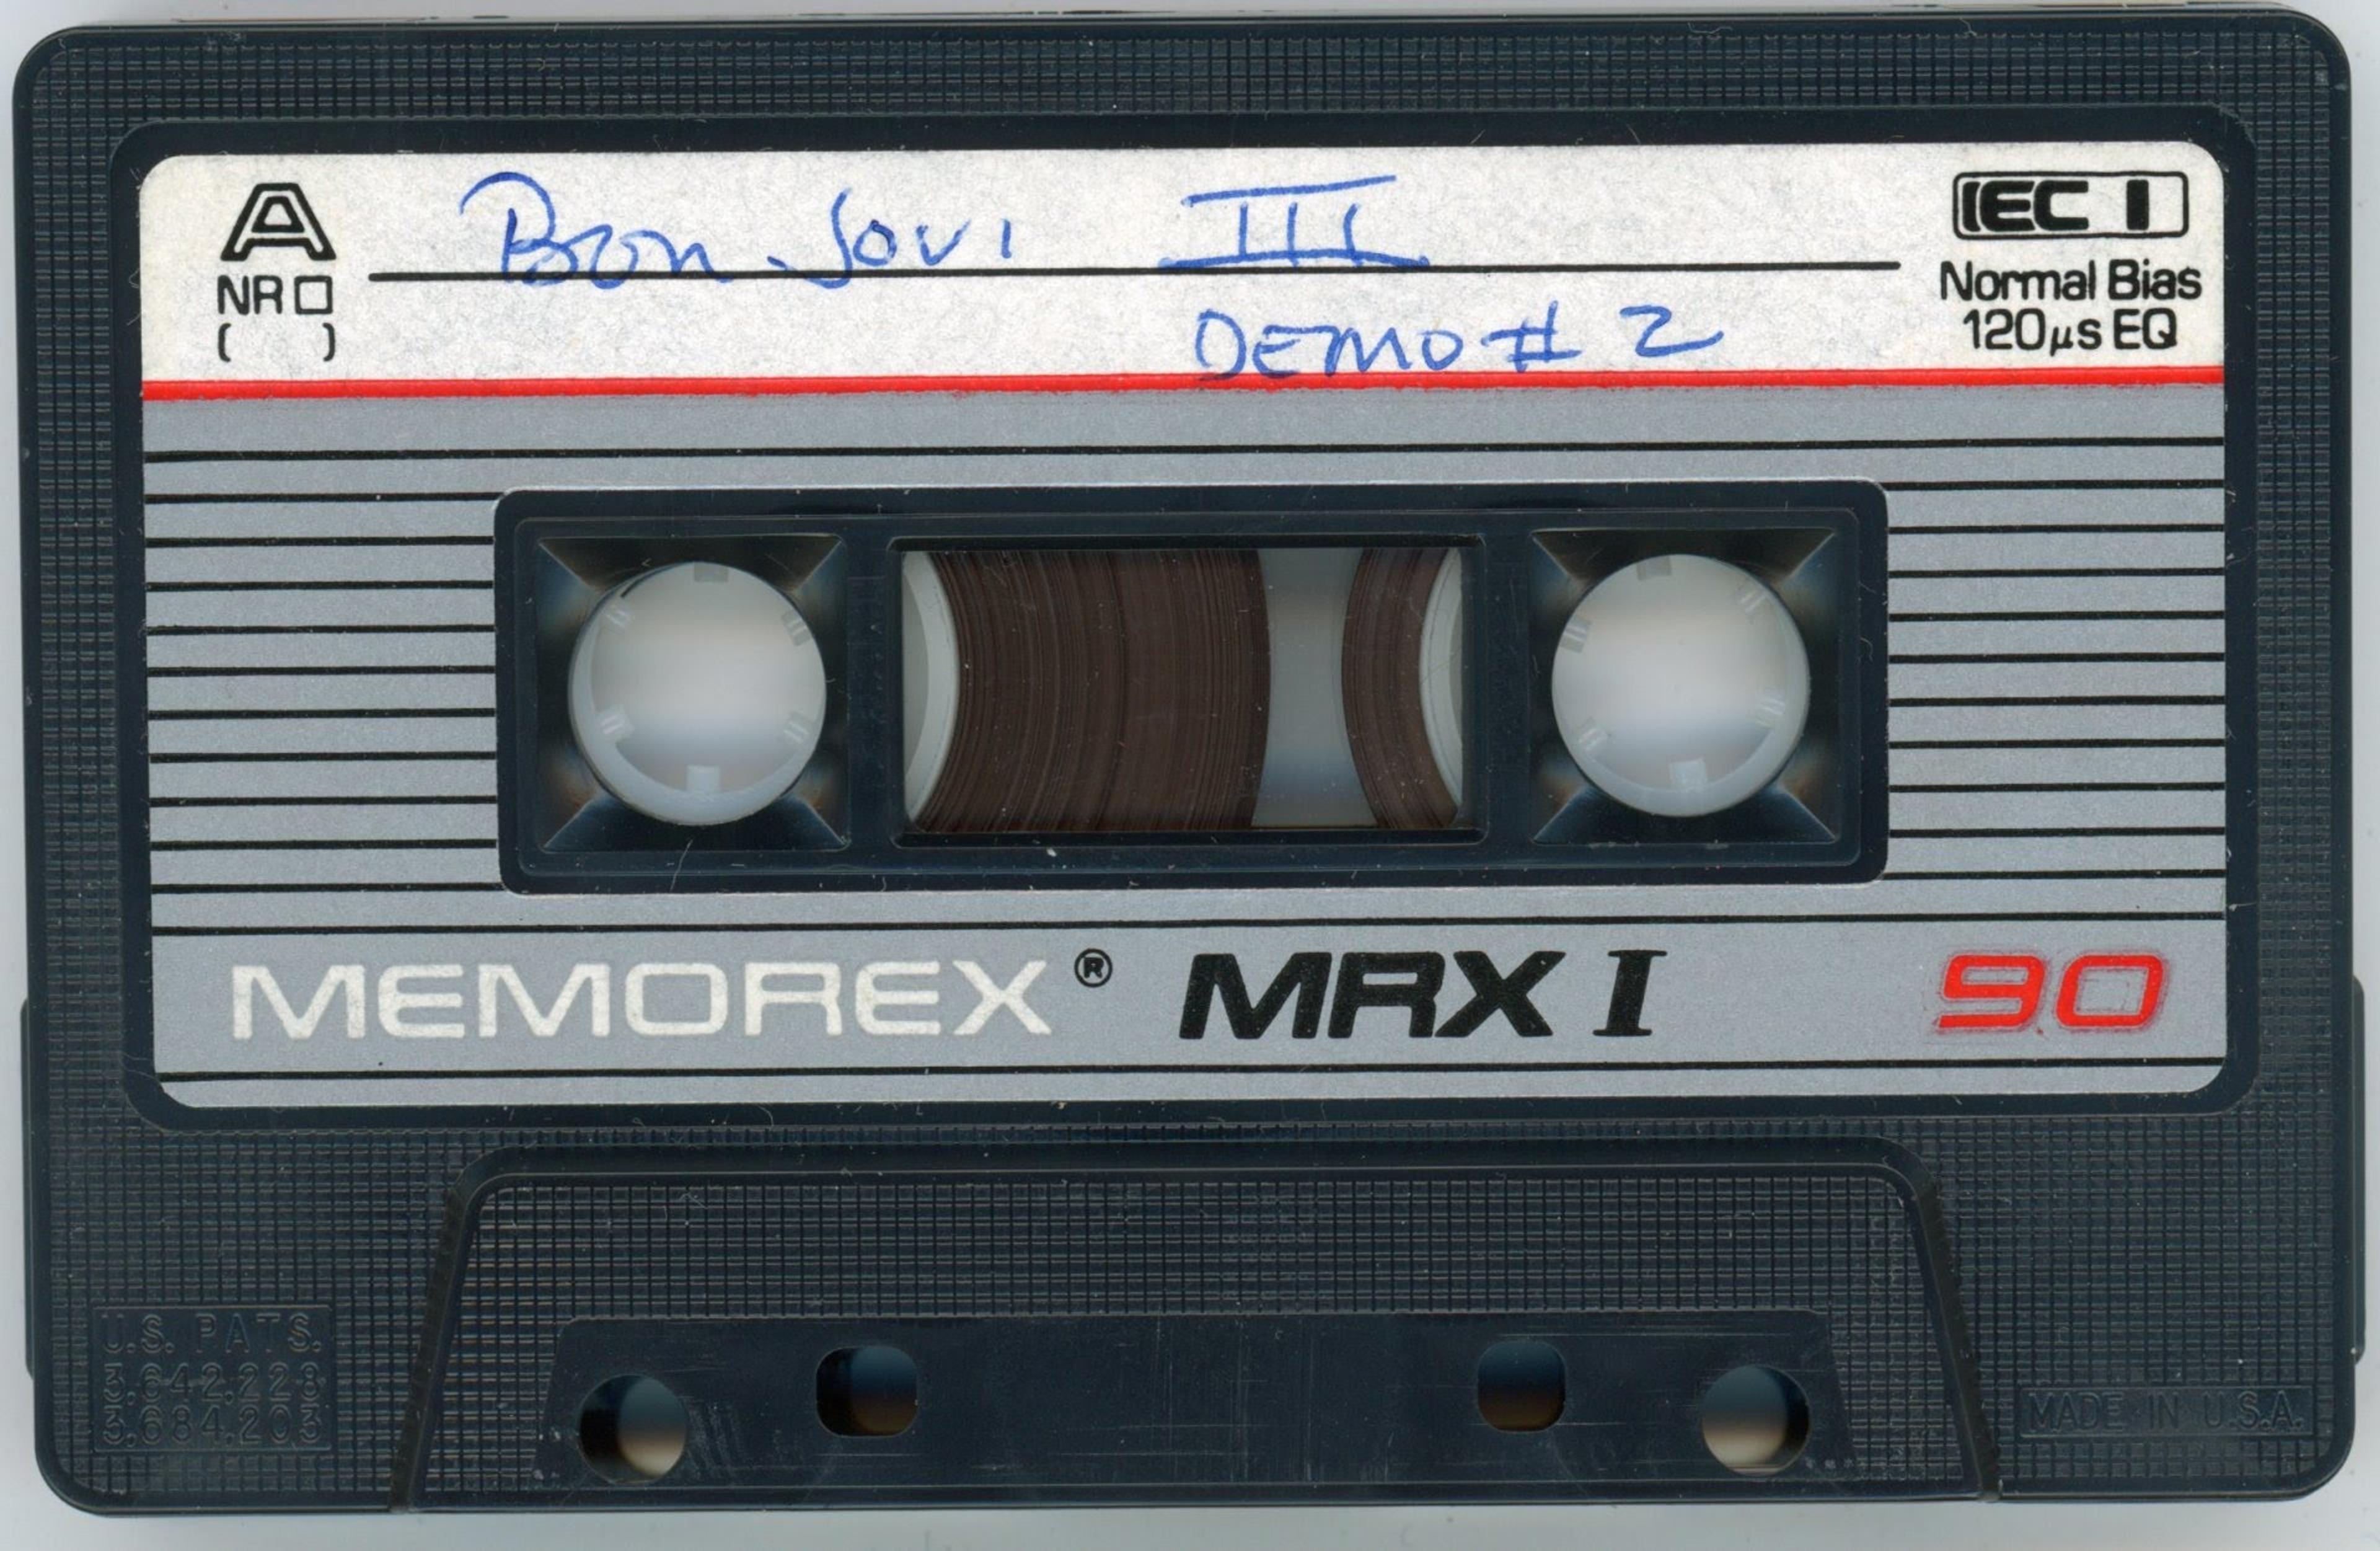 A
NR □
( )
Bon Jovi III
DEMO # 2
IEC I
Normal Bias
120µs EQ
MEMOREX® MRX I 90
U.S. PATS.
3,642,228
3,684,203
MADE IN U.S.A.